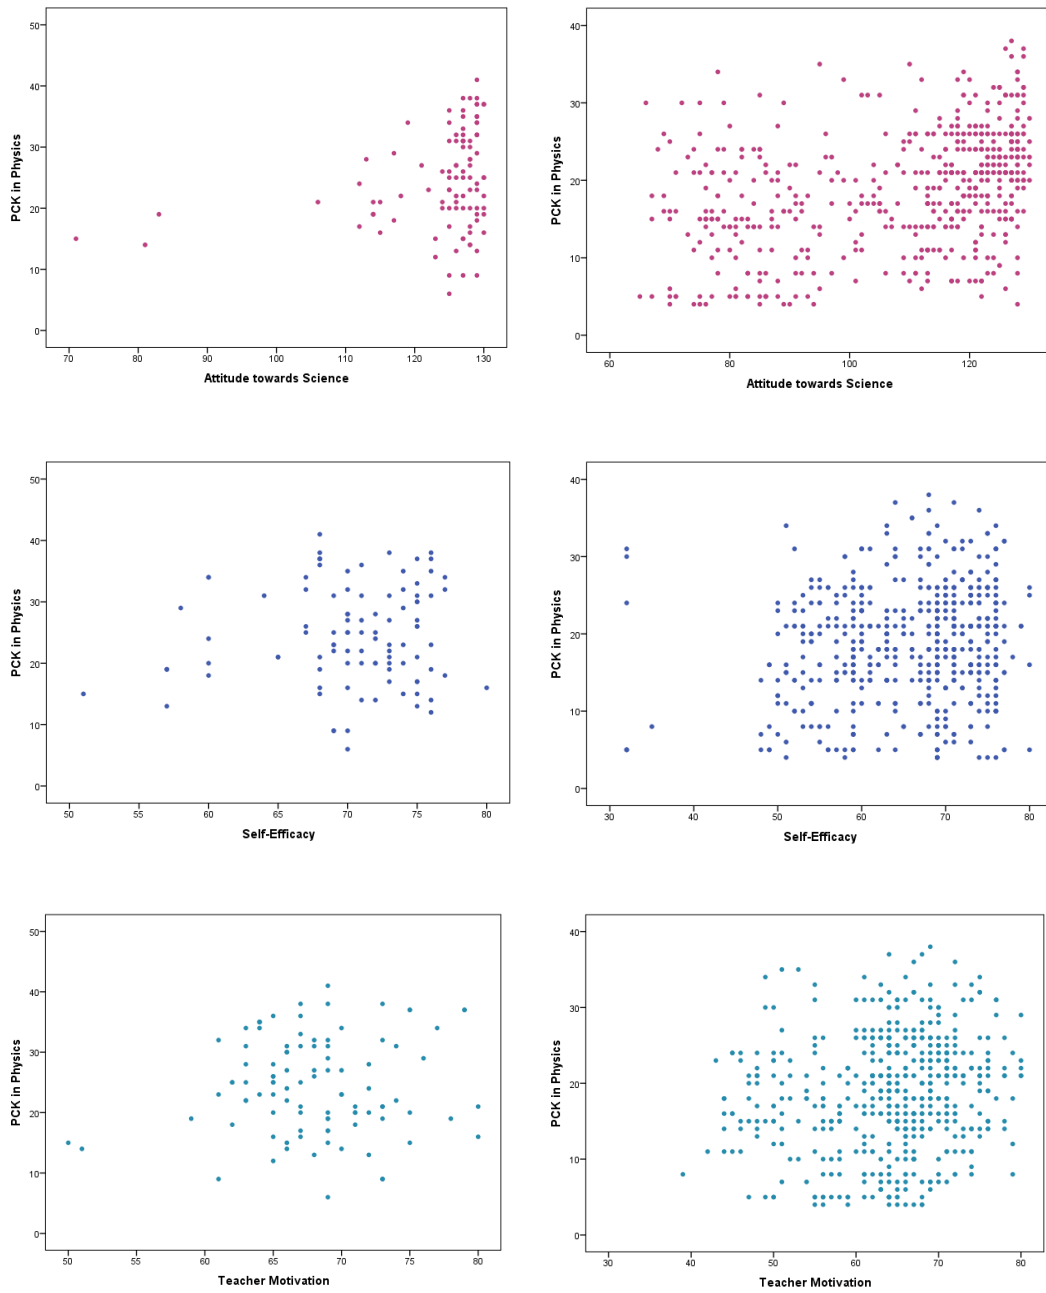 50
40
30
20
10
0
PCK in Physics
70 80 90 100 110 120 130
Attitude towards Science
40
30
20
10
0
PCK in Physics
60 80 100 120
Attitude towards Science
50
40
30
20
10
0
PCK in Physics
50 55 60 65 70 75 80
Self-Efficacy
40
30
20
10
0
PCK in Physics
30 40 50 60 70 80
Self-Efficacy
50
40
30
20
10
0
PCK in Physics
50 55 60 65 70 75 80
Teacher Motivation
40
30
20
10
0
PCK in Physics
30 40 50 60 70 80
Teacher Motivation